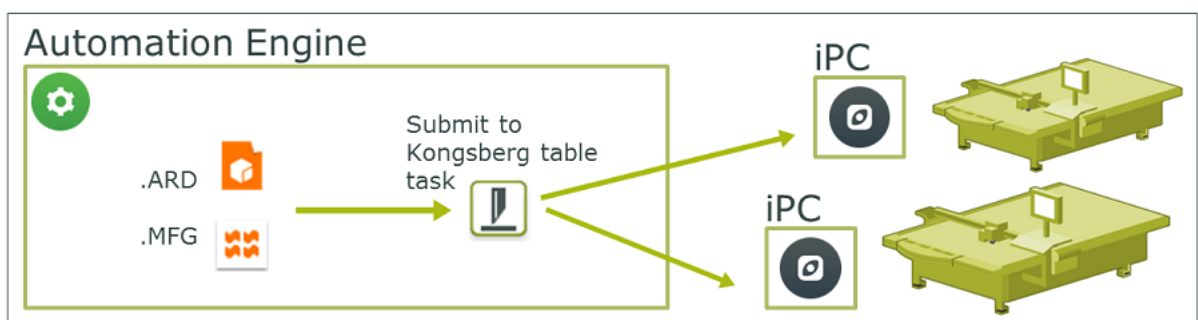 Automation Engine
iPC
Submit to
Kongsberg table
task
.ARD
.MFG
iPC